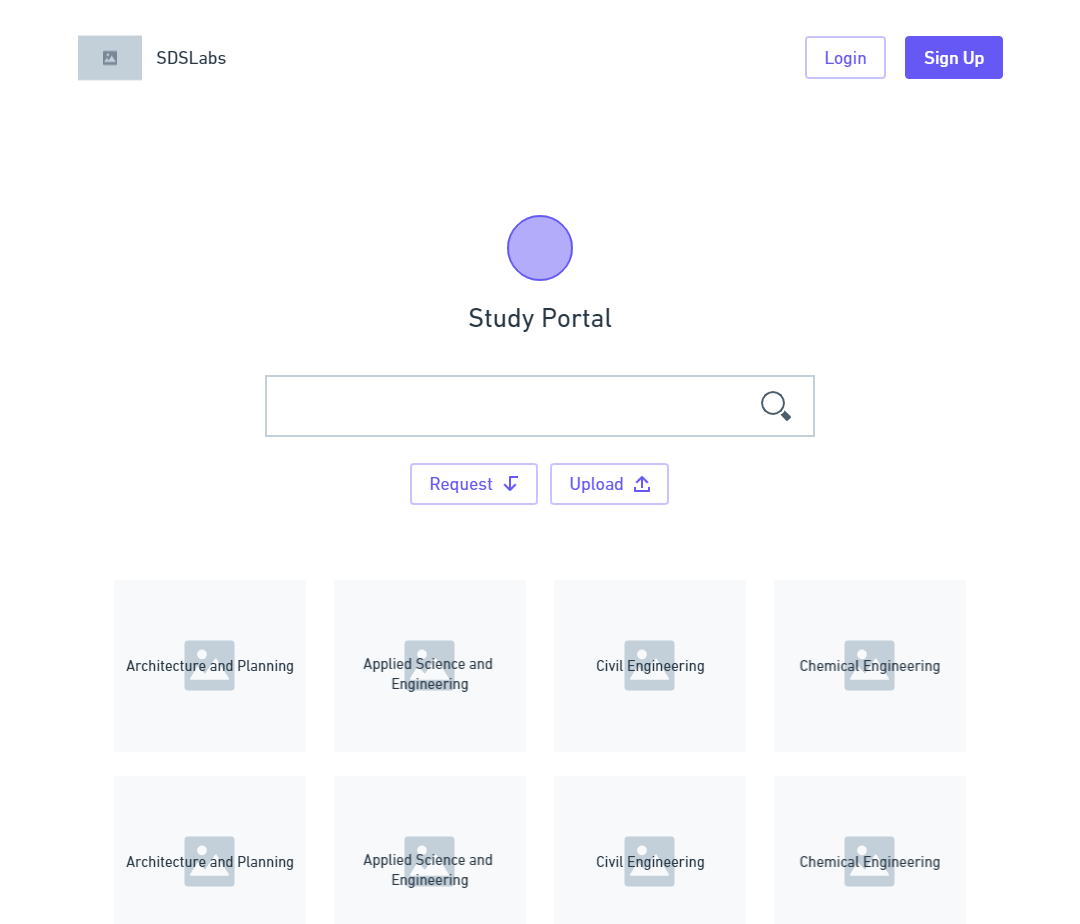 SDSLabs
Login
Sign Up
Study Portal
Request
Upload
Architecture and Planning
Applied Science and
Engineering
Civil Engineering
Chemical Engineering
Architecture and Planning
Applied Science and
Engineering
Civil Engineering
Chemical Engineering